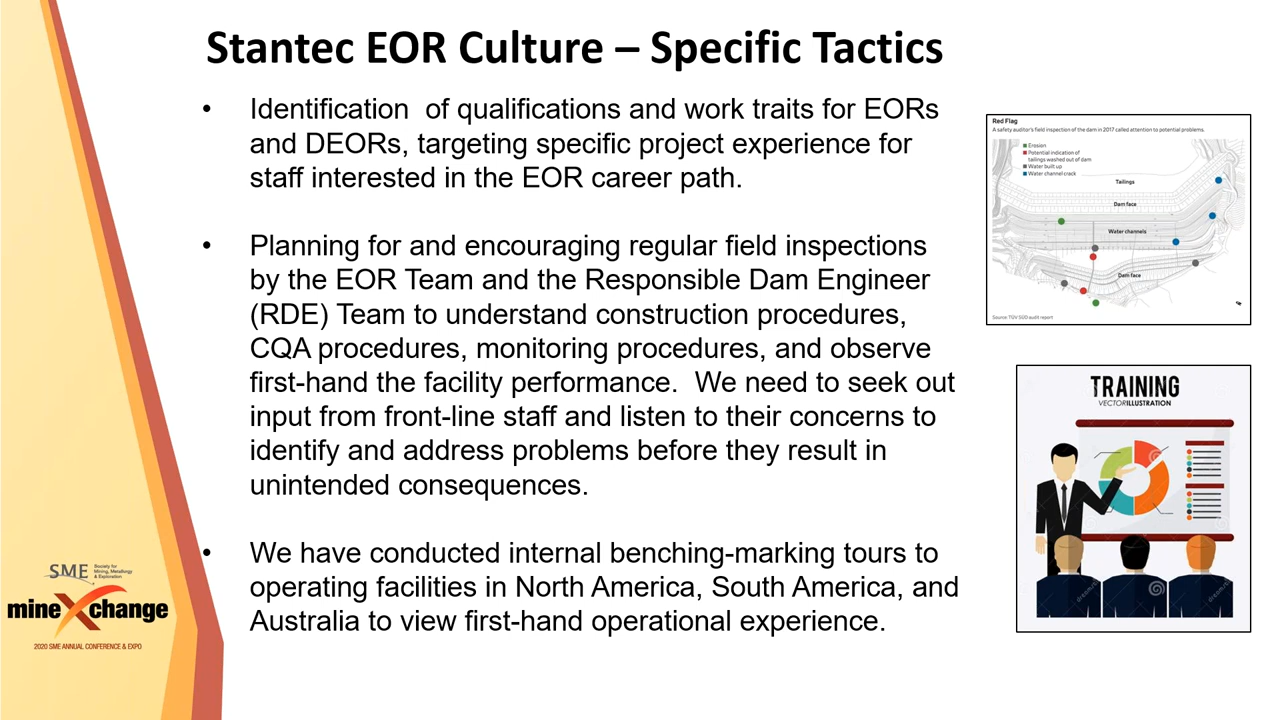 Stantec EOR Culture – Specific Tactics
• Identification  of qualifications and work traits for EORs
and DEORs, targeting specific project experience for
staff interested in the EOR career path.
• Planning for and encouraging regular field inspections
by the EOR Team and the Responsible Dam Engineer
(RDE) Team to understand construction procedures,
CQA procedures, monitoring procedures, and observe
first-hand the facility performance.  We need to seek out
input from front-line staff and listen to their concerns to
identify and address problems before they result in
unintended consequences.
• We have conducted internal benching-marking tours to
operating facilities in North America, South America, and
Australia to view first-hand operational experience.
Red Flag
A safety auditor's field inspection of the dam in 2017 called attention to potential problems.
Erosion
Potential indication of
tailings washed out of dam
Water built up
Water channel crack
Tailings
Dam face
Water channels
Dam face
Source: TÜV SÜD audit report
TRAINING
VECTORILLUSTRATION
SME
Society for
Mining, Metallurgy
& Exploration
mineXchange
2020 SME ANNUAL CONFERENCE & EXPO